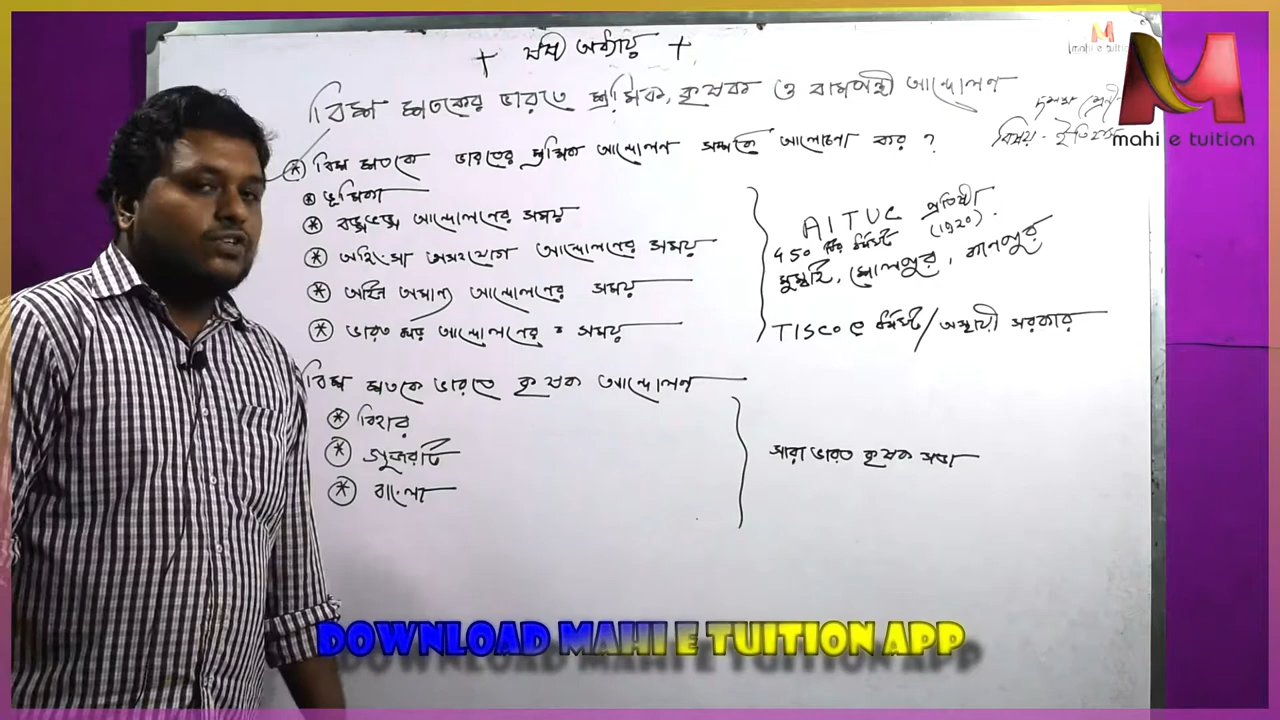 + ষষ্ঠ অধ্যায় +
বিশ শতকের ভারতে শ্রমিক, কৃষক ও বামপন্থী আন্দোলন
দশম শ্রেণী
বিষয় - ইতিহাস
* বিশ শতকে ভারতের শ্রমিক আন্দোলন সম্পর্কে আলোচনা কর ?
* ভূমিকা
* বঙ্গভঙ্গ আন্দোলনের সময়
* অহিংসা অসহযোগ আন্দোলনের সময়
* আইন অমান্য আন্দোলনের সময়
* ভারত ছাড় আন্দোলনের সময়
AITUC প্রতিষ্ঠা
(1920).
450 টির ধর্মঘট
মুম্বাই, শোলাপুর, কানপুর
TISCO তে ধর্মঘট / অস্থায়ী সরকার
বিশ শতকে ভারতে কৃষক আন্দোলন
* বিহার
* গুজরাট
* বাংলা
সারা ভারত কৃষক সভা
mahi e tuition
mahi e tuition
DOWNLOAD MAHI E TUITION APP